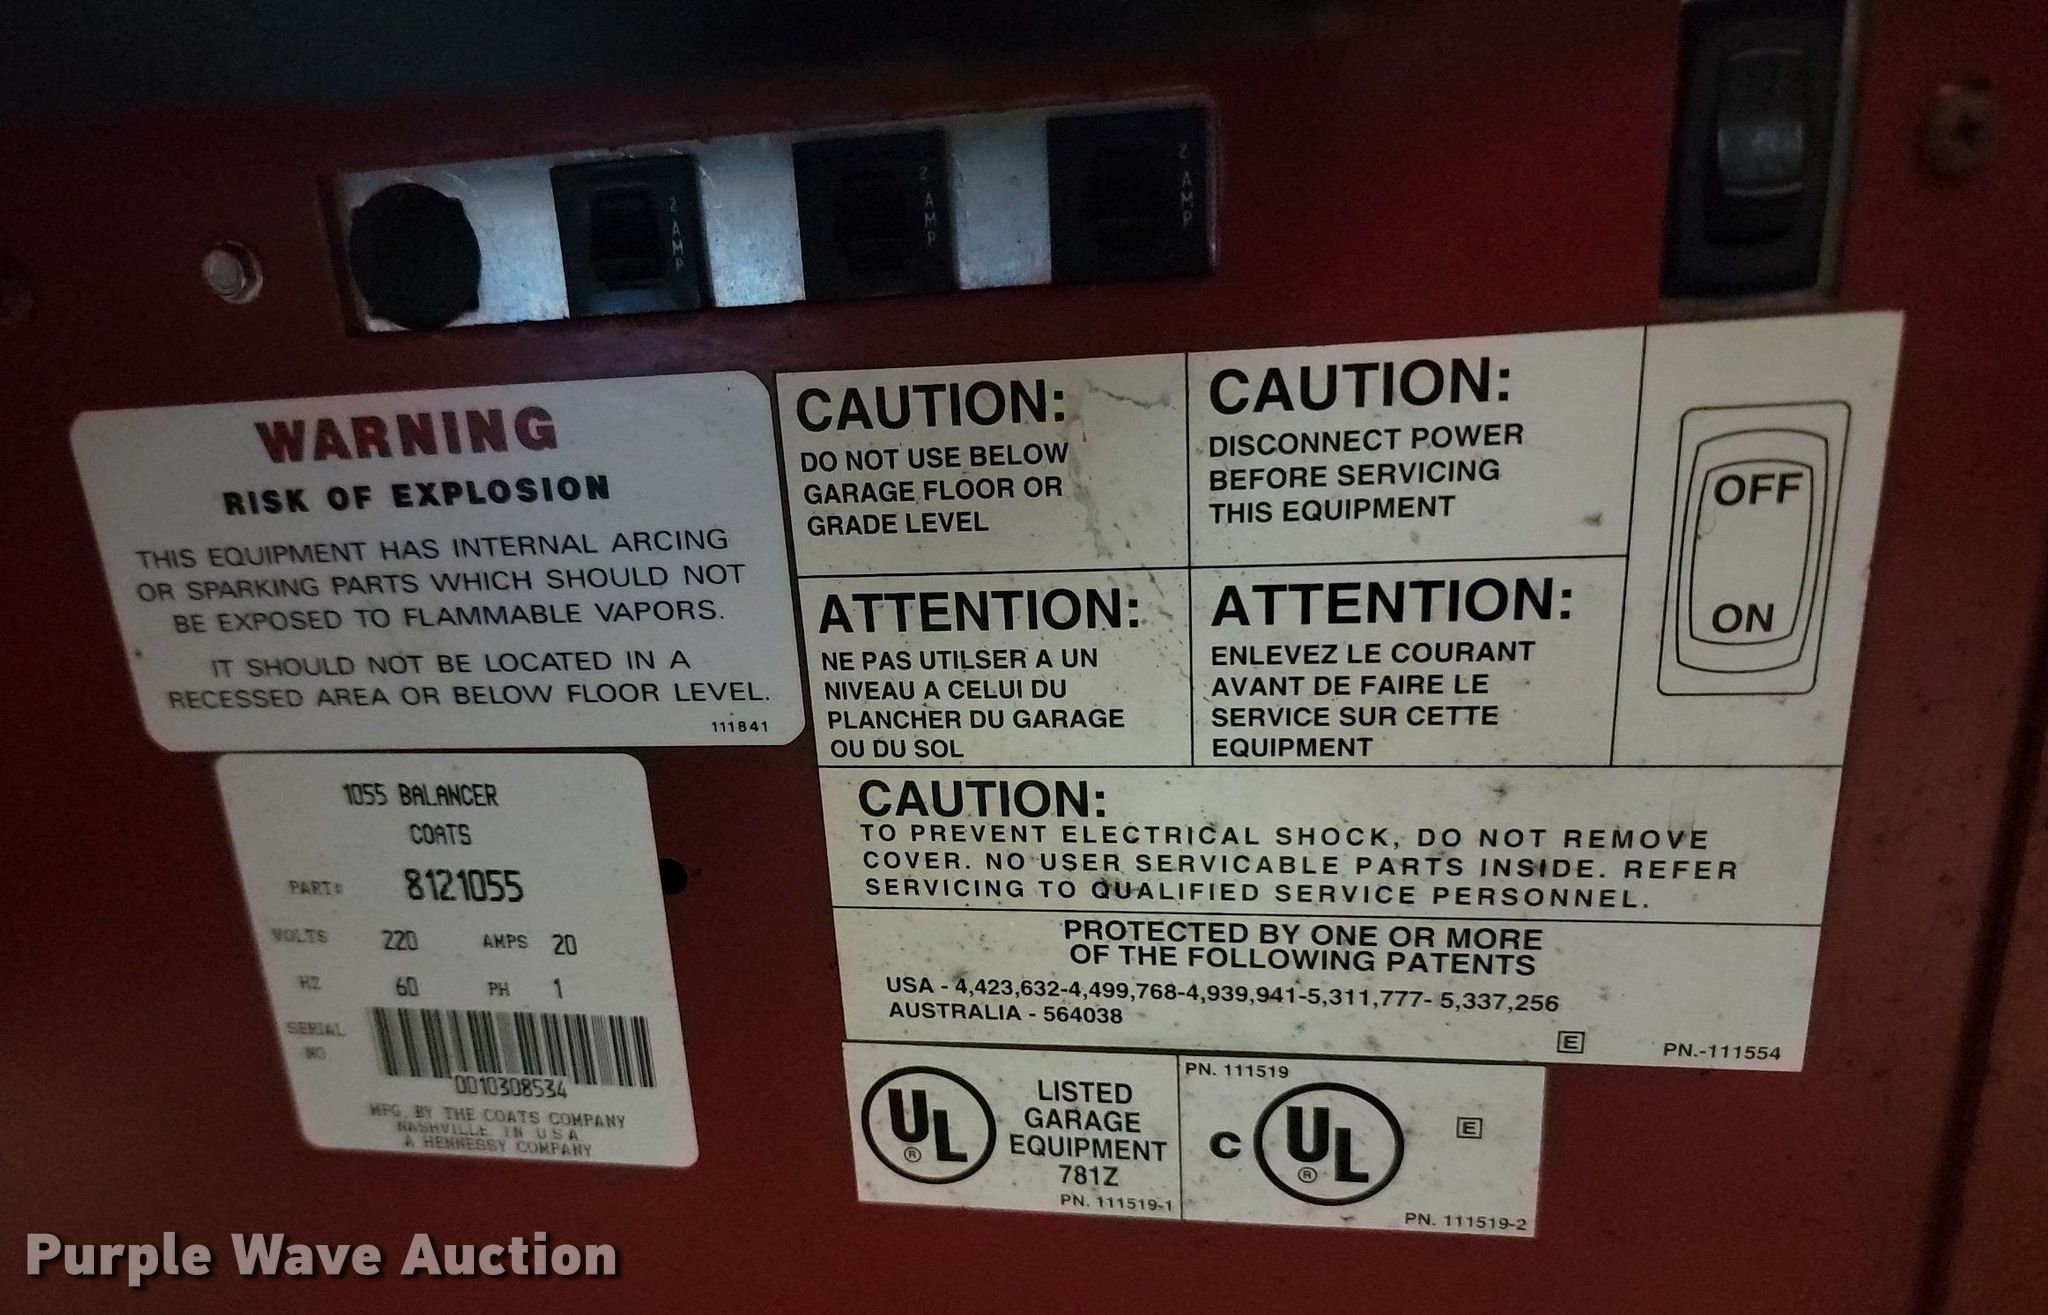 2 AMP
2 AMP
2 AMP
WARNING
RISK OF EXPLOSION
THIS EQUIPMENT HAS INTERNAL ARCING
OR SPARKING PARTS WHICH SHOULD NOT
BE EXPOSED TO FLAMMABLE VAPORS.
IT SHOULD NOT BE LOCATED IN A
RECESSED AREA OR BELOW FLOOR LEVEL.
111841
CAUTION:
DO NOT USE BELOW
GARAGE FLOOR OR
GRADE LEVEL
CAUTION:
DISCONNECT POWER
BEFORE SERVICING
THIS EQUIPMENT
OFF
ON
ATTENTION:
NE PAS UTILSER A UN
NIVEAU A CELUI DU
PLANCHER DU GARAGE
OU DU SOL
ATTENTION:
ENLEVEZ LE COURANT
AVANT DE FAIRE LE
SERVICE SUR CETTE
EQUIPMENT
CAUTION:
TO PREVENT ELECTRICAL SHOCK, DO NOT REMOVE
COVER. NO USER SERVICABLE PARTS INSIDE. REFER
SERVICING TO QUALIFIED SERVICE PERSONNEL.
PROTECTED BY ONE OR MORE
OF THE FOLLOWING PATENTS
USA - 4,423,632-4,499,768-4,939,941-5,311,777- 5,337,256
AUSTRALIA - 564038
E
PN.-111554
1055 BALANCER
COATS
PART# 8121055
VOLTS 220 AMPS 20
HZ 60 PH 1
SERIAL
NO.
0010308534
MFG. BY THE COATS COMPANY
NASHVILLE TN USA
A HENNESSY COMPANY
UL ®
LISTED
GARAGE
EQUIPMENT
781Z
PN. 111519-1
PN. 111519
C UL ®
E
PN. 111519-2
Purple Wave Auction